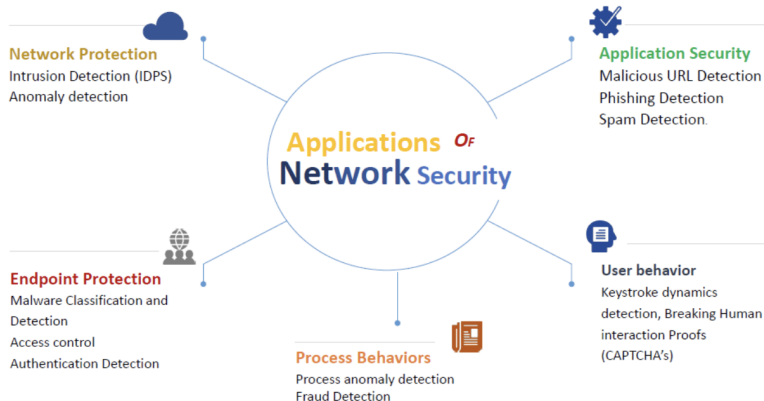 Network Protection
Intrusion Detection (IDPS)
Anomaly detection
Application Security
Malicious URL Detection
Phishing Detection
Spam Detection.
Applications OF
Network Security
Endpoint Protection
Malware Classification and
Detection
Access control
Authentication Detection
Process Behaviors
Process anomaly detection
Fraud Detection
User behavior
Keystroke dynamics
detection, Breaking Human
interaction Proofs
(CAPTCHA's)